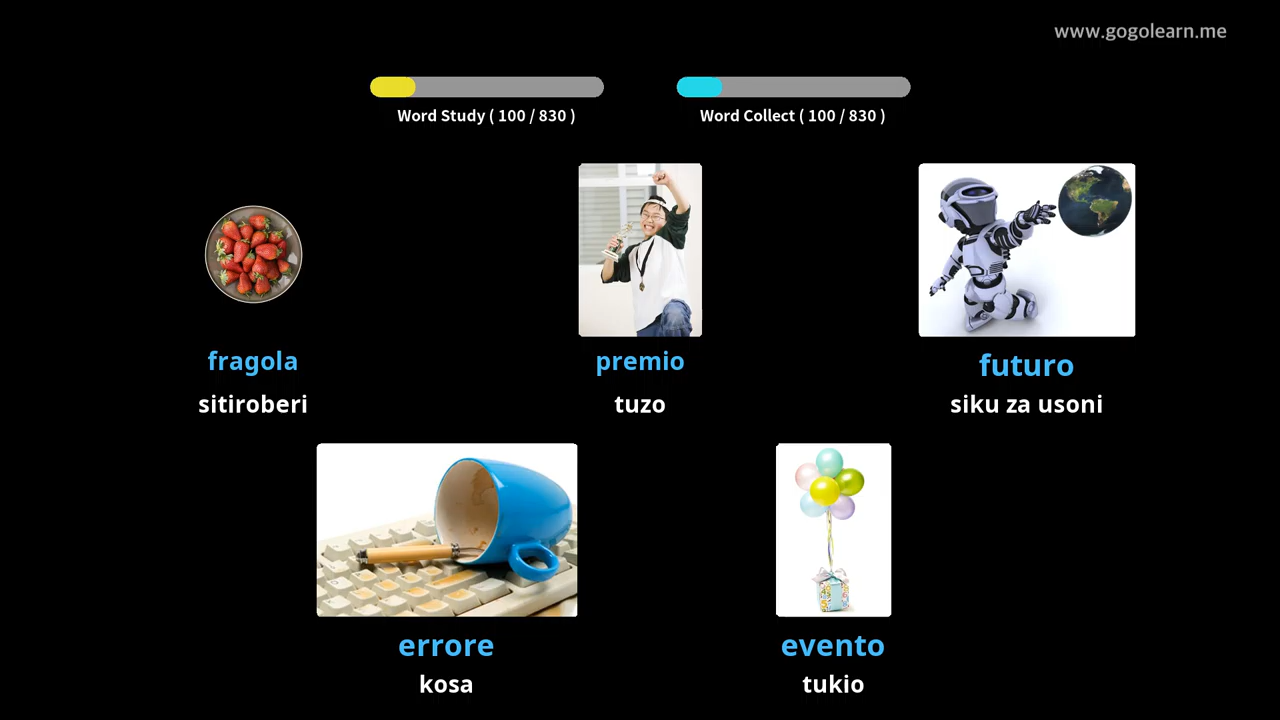 www.gogolearn.me
Word Study ( 100 / 830 )
Word Collect ( 100 / 830 )
fragola
sitiroberi
premio
tuzo
futuro
siku za usoni
errore
kosa
evento
tukio